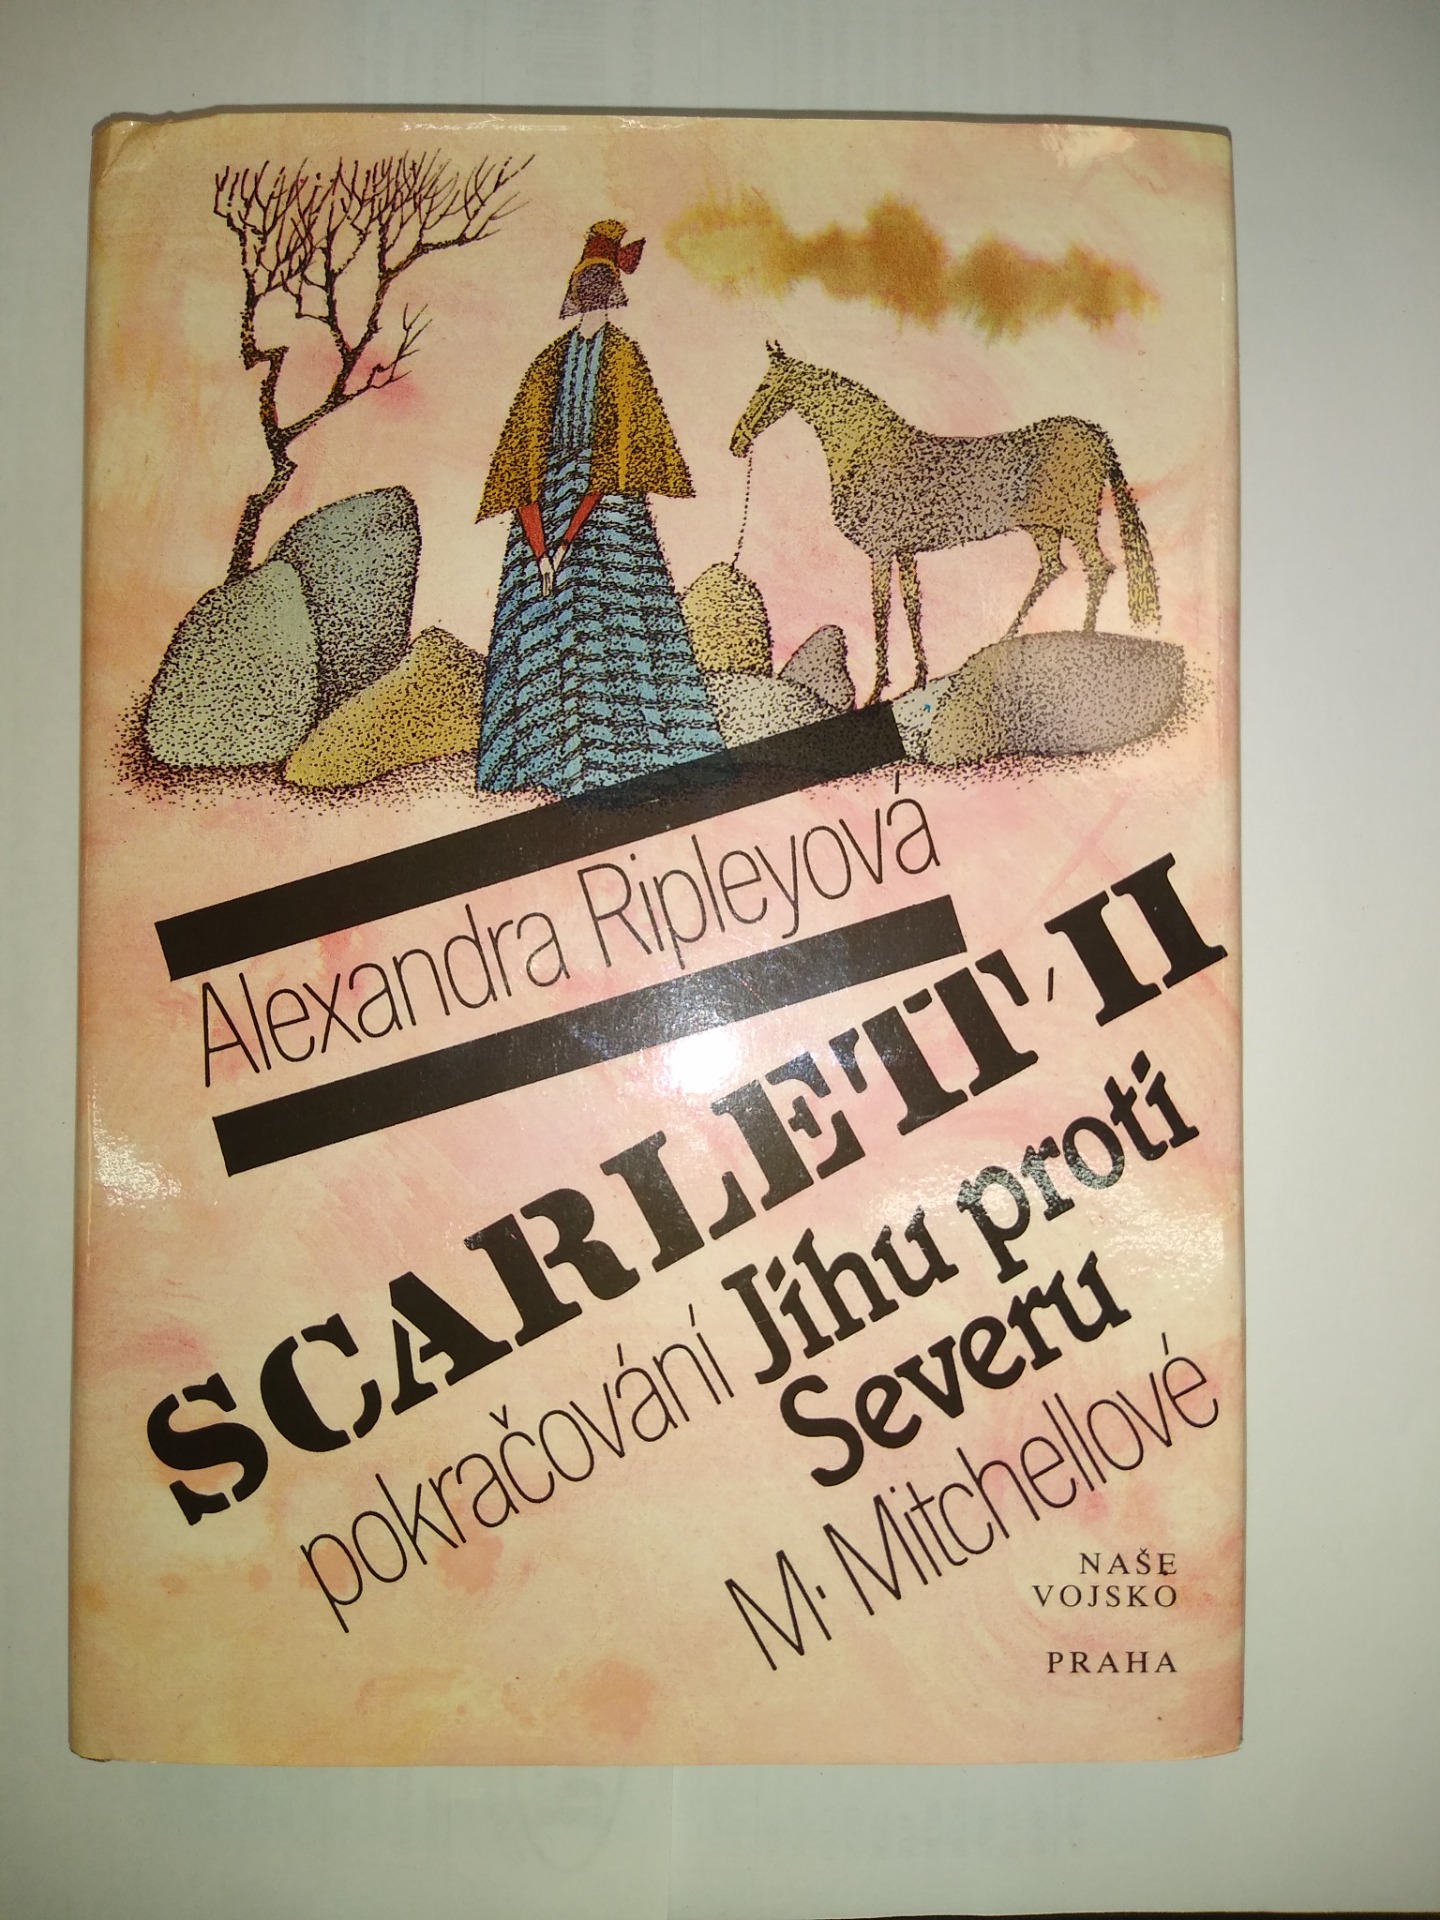 Alexandra Ripleyová
SCARLETT/II
pokračování Jihu proti
Severu
M. Mitchellové
NAŠE
VOJSKO
PRAHA